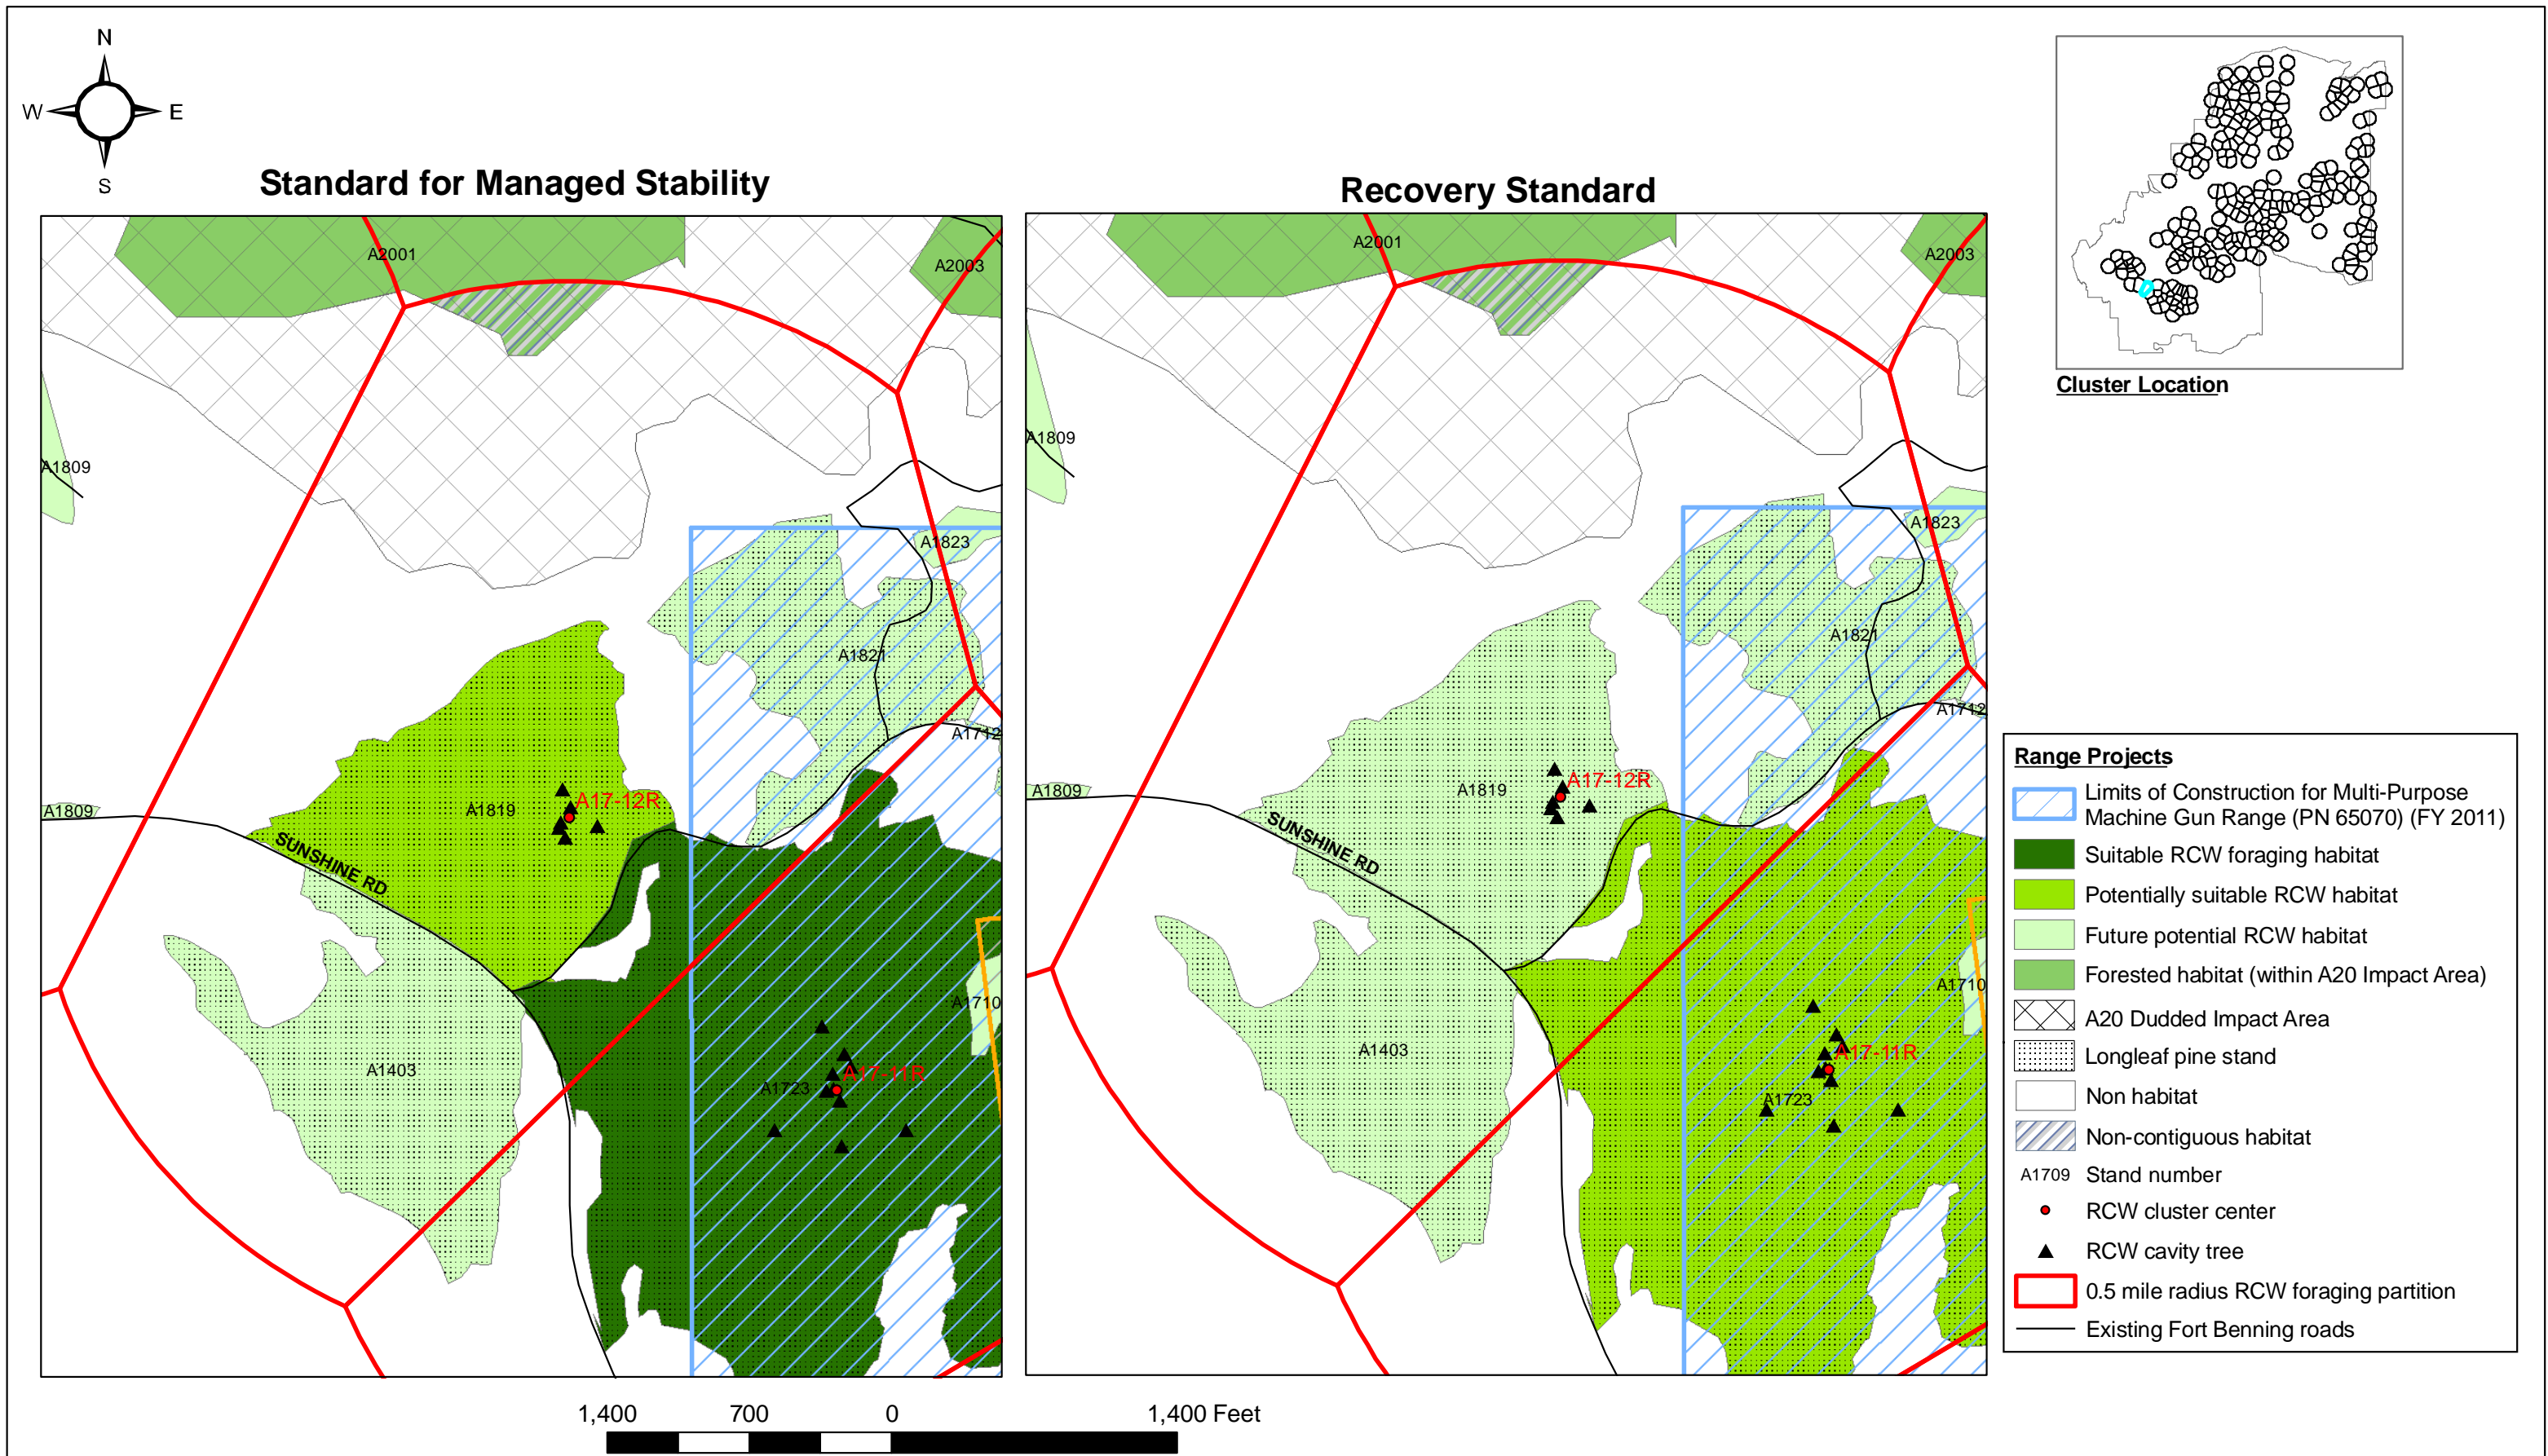 N
W
E
S
Standard for Managed Stability
Recovery Standard
Cluster Location
A2001
A2003
A1809
A1823
A1821
A1712
A17-12R
A1819
A1809
SUNSHINE RD
A1710
A1403
A17-11R
A1723
A2001
A2003
A1809
A1823
A1821
A1712
A17-12R
A1819
A1809
SUNSHINE RD
A1710
A1403
A17-11R
A1723
Range Projects
Limits of Construction for Multi-Purpose
Machine Gun Range (PN 65070) (FY 2011)
Suitable RCW foraging habitat
Potentially suitable RCW habitat
Future potential RCW habitat
Forested habitat (within A20 Impact Area)
A20 Dudded Impact Area
Longleaf pine stand
Non habitat
Non-contiguous habitat
A1709 Stand number
RCW cluster center
RCW cavity tree
0.5 mile radius RCW foraging partition
Existing Fort Benning roads
1,400 700 0 1,400 Feet